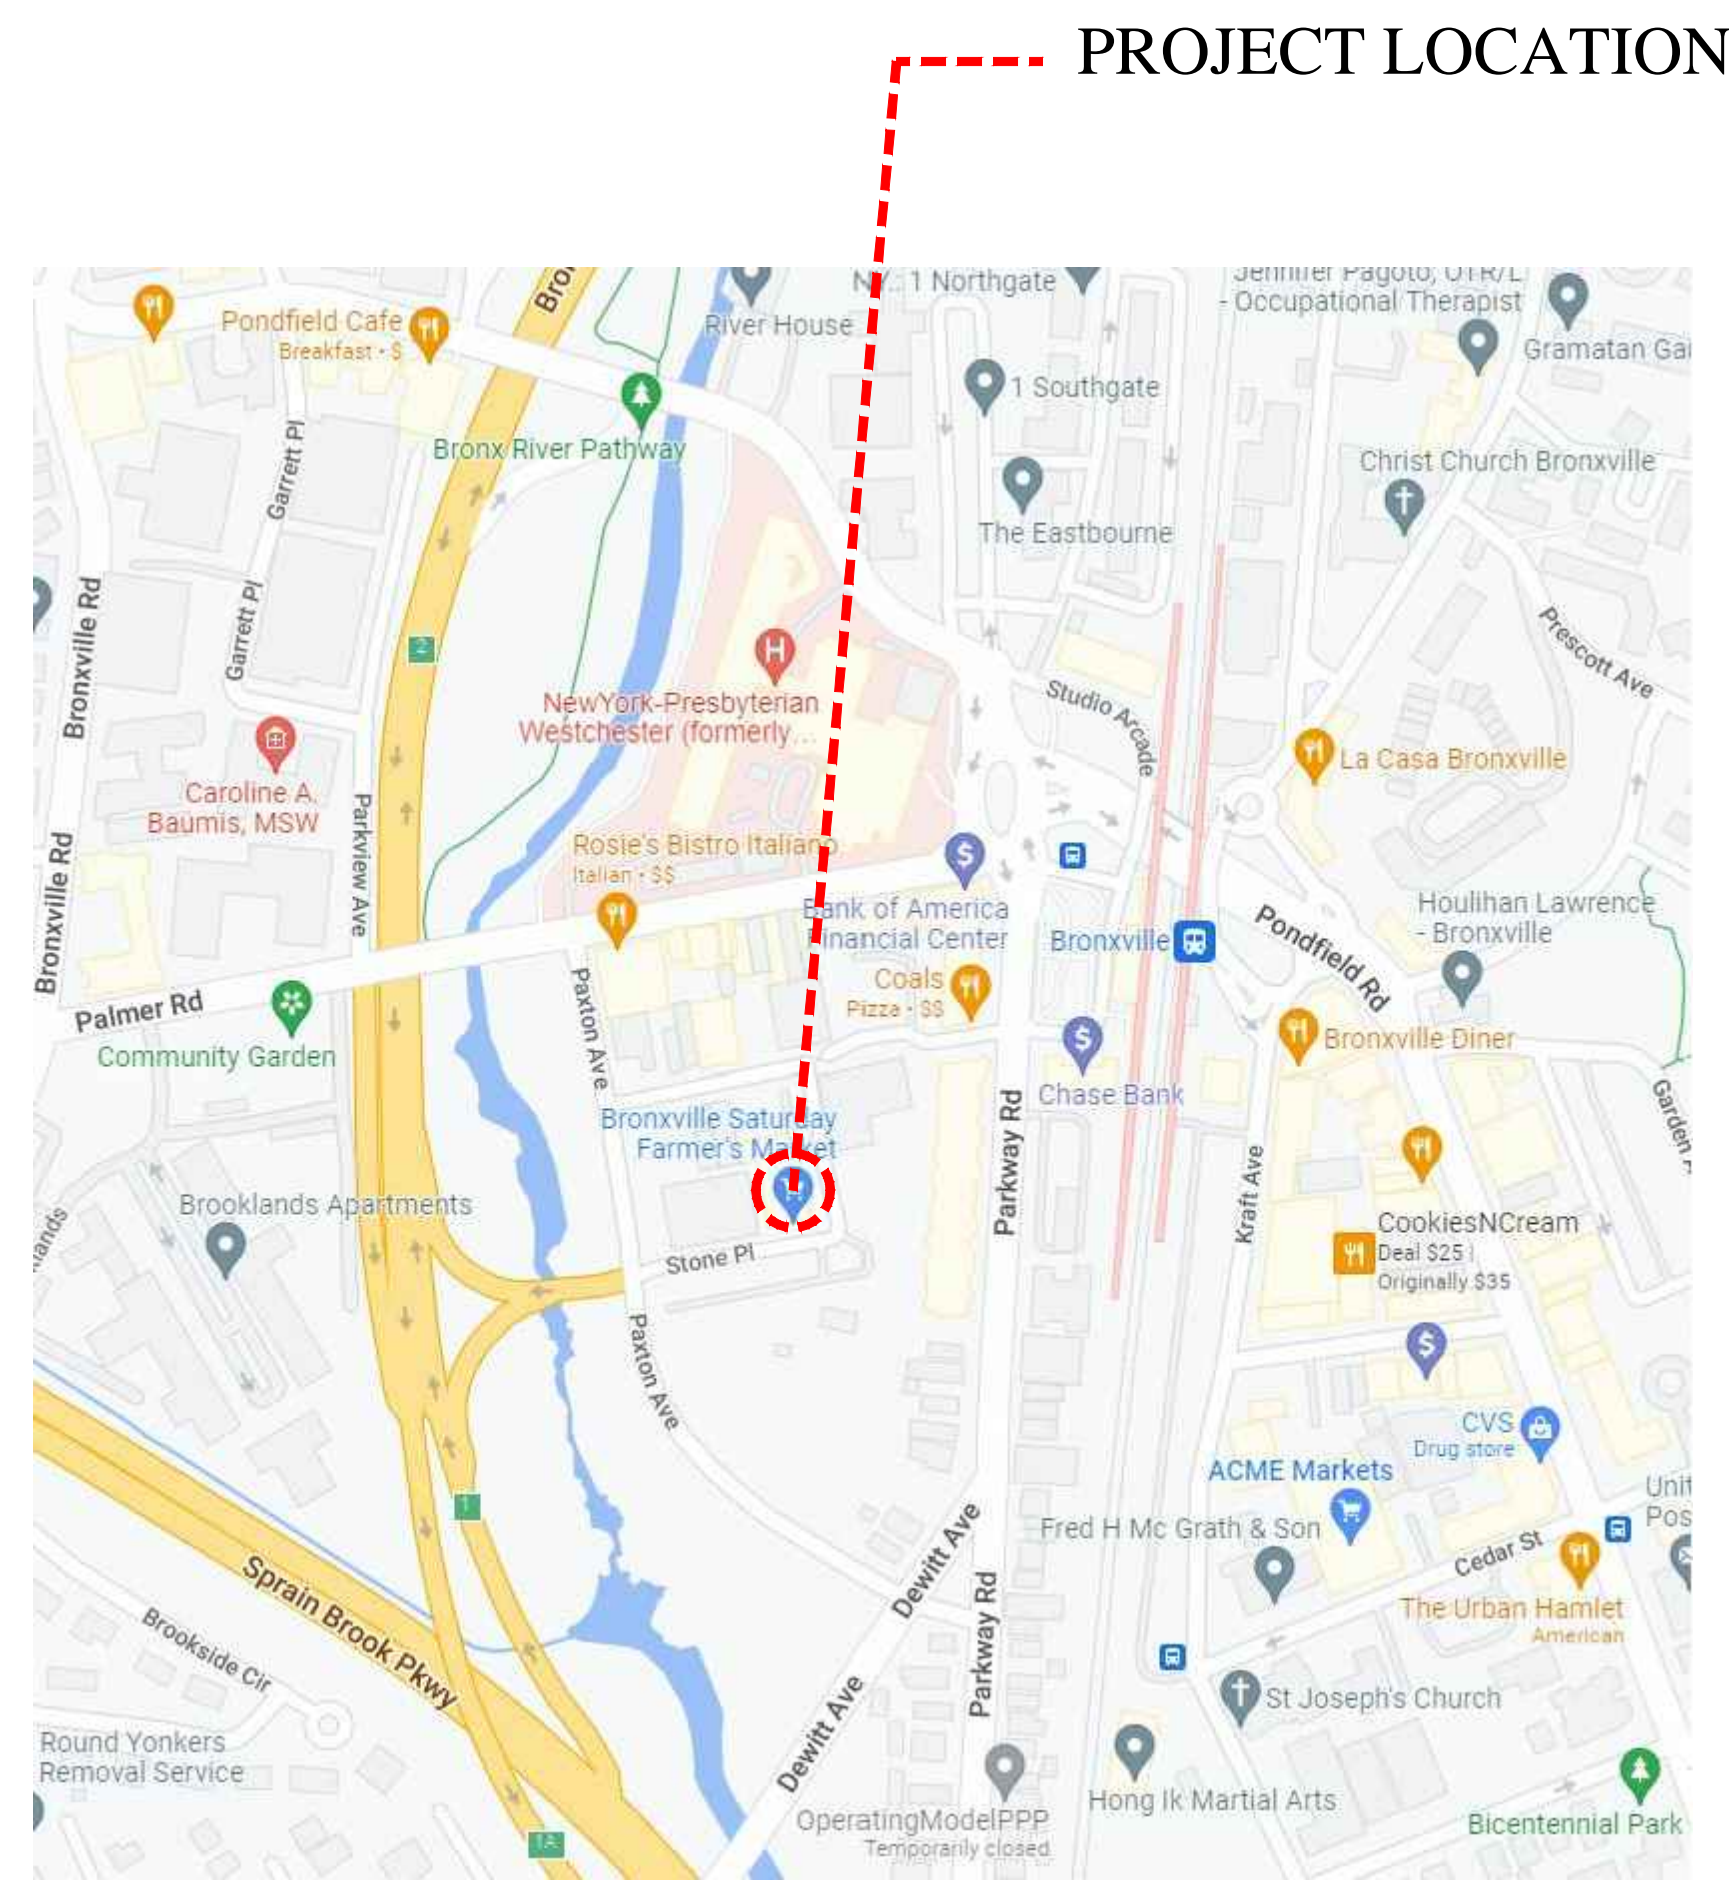 PROJECT LOCATION
NY.: 1 Northgate
Jennifer Pagoto, OTR/L
- Occupational Therapist
River House
Pondfield Cafe
Breakfast · $
Gramatan
1 Southgate
Bronx River Pathway
Garrett Pl
Christ Church Bronxville
The Eastbourne
Bronxville Rd
Garrett Pl
2
Prescott Ave
NewYork-Presbyterian
Westchester (formerly...
Studio Arcade
La Casa Bronxville
Caroline A.
Baumis, MSW
Parkview Ave
Rosie's Bistro Italiano
Italian · $$
Bronxville Rd
Bank of America
Financial Center
Bronxville
Pondfield Rd
Houlihan Lawrence
- Bronxville
Coals
Pizza · $$
Palmer Rd
Paxton Ave
Community Garden
Bronxville Diner
Chase Bank
Bronxville Saturday
Farmer's Market
Parkway Rd
Garden
Kraft Ave
Brooklands Apartments
CookiesNCream
Deal $25 |
Originally $35
Stone Pl
Paxton Ave
CVS
Drug store
ACME Markets
1
Fred H Mc Grath & Son
Cedar St
Dewitt Ave
Sprain Brook Pkwy
Parkway Rd
The Urban Hamlet
American
Brookside Cir
St Joseph's Church
Dewitt Ave
Round Yonkers
Removal Service
Hong Ik Martial Arts
OperatingModelPPP
Temporarily closed
Bicentennial Park
1A